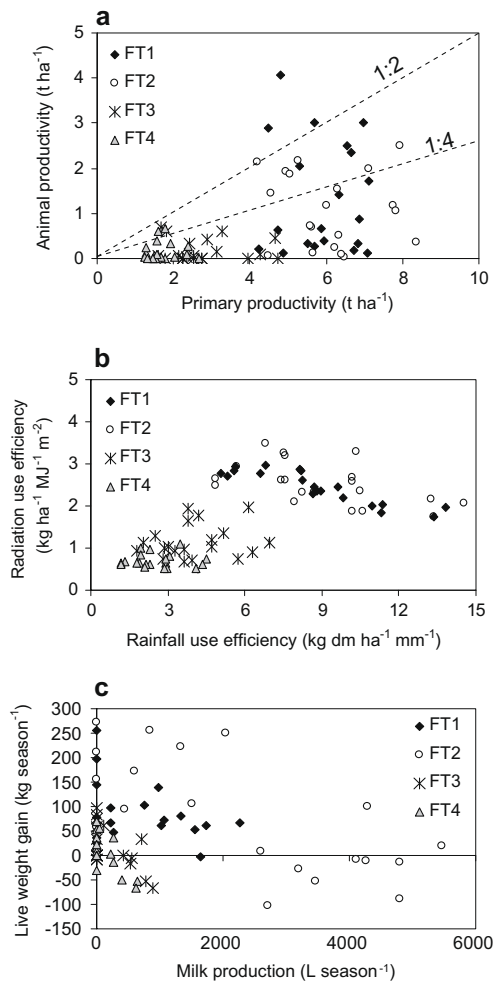 a
Animal productivity (t ha⁻¹)
5
4
3
2
1
0
FT1
FT2
FT3
FT4
1:2
1:4
0 2 4 6 8 10
Primary productivity (t ha⁻¹)
b
Radiation use efficiency
(kg ha⁻¹ MJ⁻¹ m⁻²)
5
4
3
2
1
0
FT1
FT2
FT3
FT4
0 3 6 9 12 15
Rainfall use efficiency (kg dm ha⁻¹ mm⁻¹)
c
Live weight gain (kg season⁻¹)
300
250
200
150
100
50
0
-50
-100
-150
FT1
FT2
FT3
FT4
0 2000 4000 6000
Milk production (L season⁻¹)